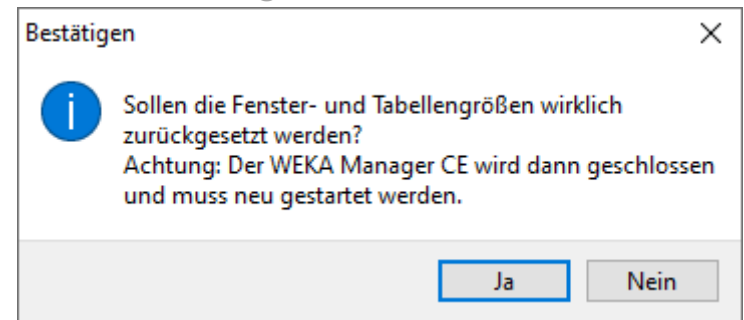 Bestätigen
Sollen die Fenster- und Tabellengrößen wirklich
zurückgesetzt werden?
Achtung: Der WEKA Manager CE wird dann geschlossen
und muss neu gestartet werden.
Ja
Nein